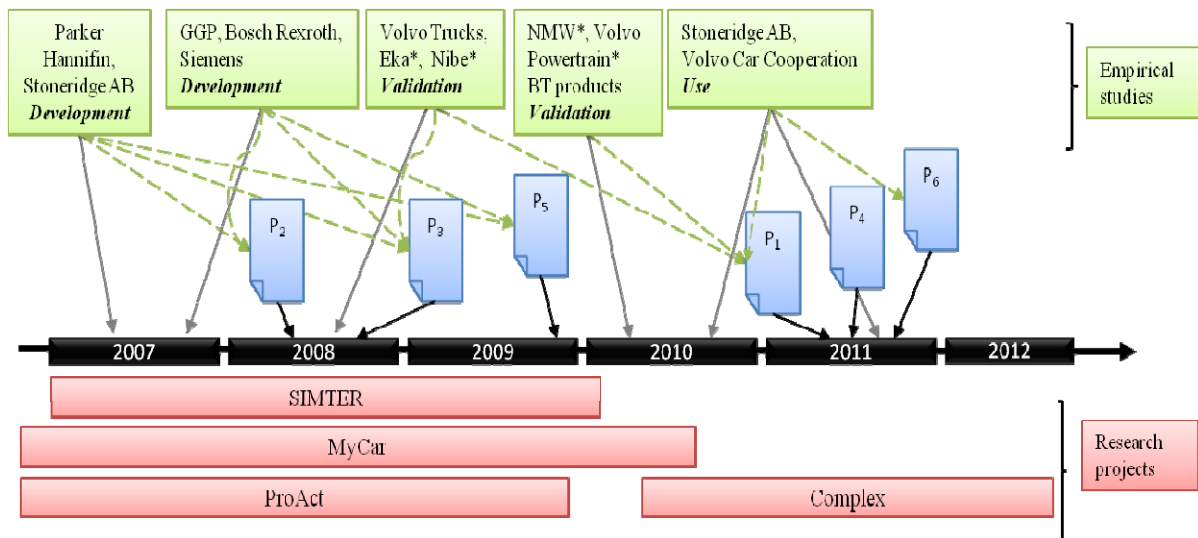 Parker
Hannifin,
Stoneridge AB
Development
GGP, Bosch Rexroth,
Siemens
Development
Volvo Trucks,
Eka*, Nibe*
Validation
NMW*, Volvo
Powertrain*
BT products
Validation
Stoneridge AB,
Volvo Car Cooperation
Use
Empirical
studies
P2
P3
P5
P1
P4
P6
2007
2008
2009
2010
2011
2012
SIMTER
MyCar
ProAct
Complex
Research
projects